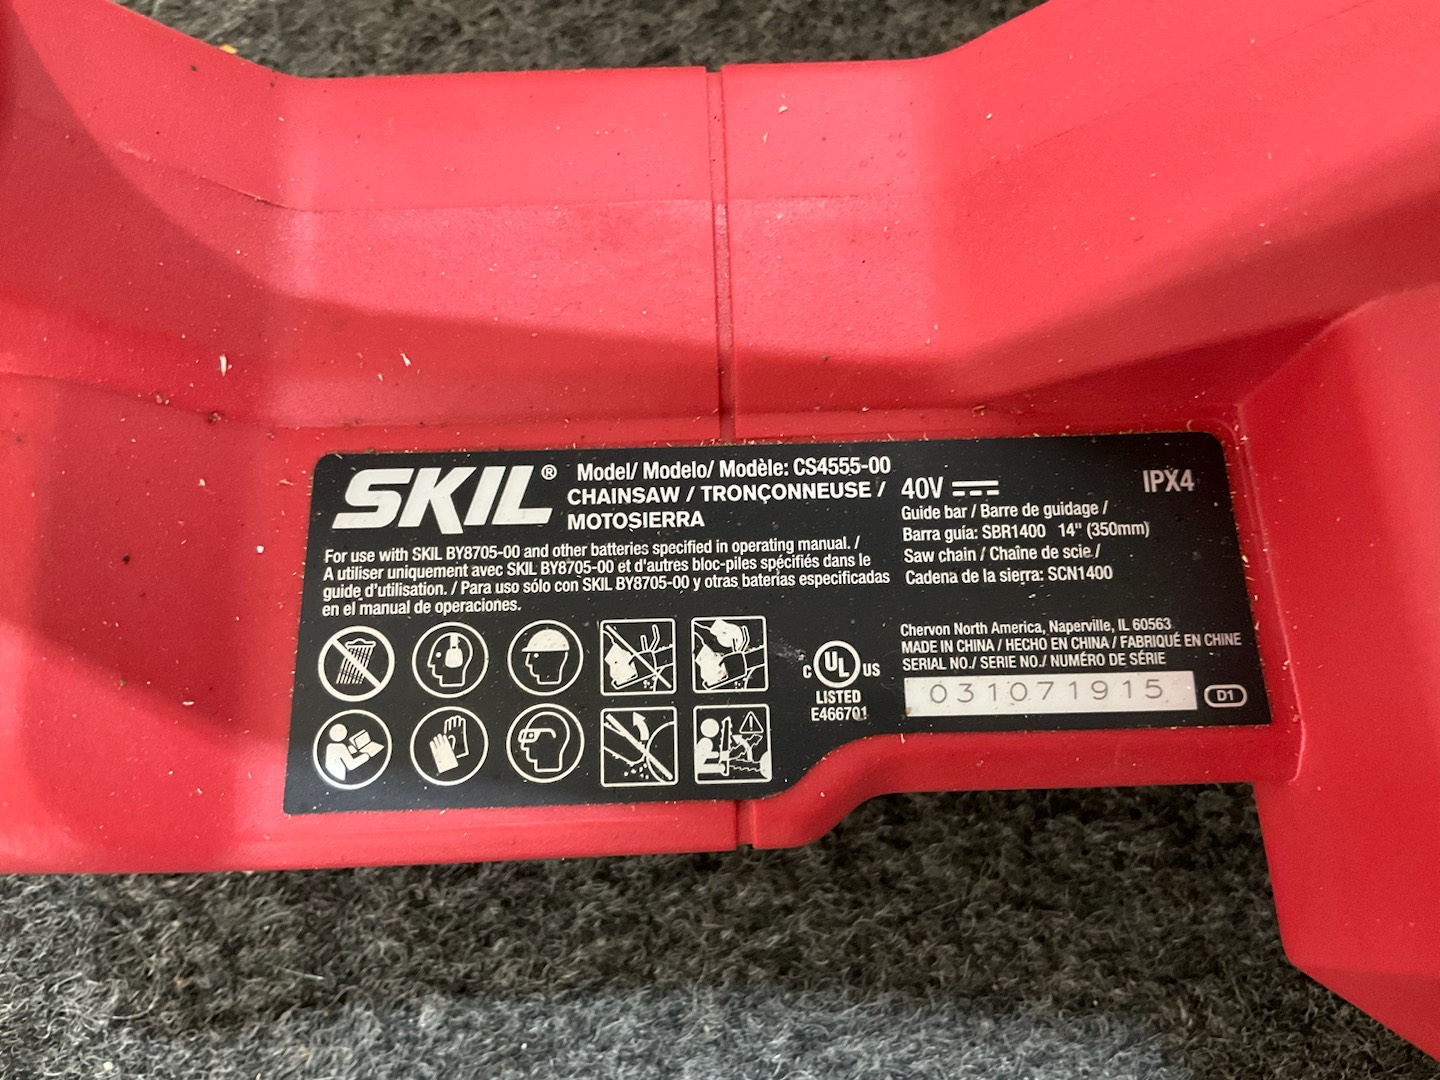 SKIL®
Model/ Modelo/ Modèle: CS4555-00
CHAINSAW / TRONÇONNEUSE /
MOTOSIERRA
For use with SKIL BY8705-00 and other batteries specified in operating manual. /
A utiliser uniquement avec SKIL BY8705-00 et d'autres bloc-piles spécifiés dans le
guide d'utilisation. / Para uso sólo con SKIL BY8705-00 y otras baterías especificadas
en el manual de operaciones.
40V
IPX4
Guide bar / Barre de guidage /
Barra guía: SBR1400 14" (350mm)
Saw chain / Chaîne de scie /
Cadena de la sierra: SCN1400
C UL US
LISTED
E466701
Chervon North America, Naperville, IL 60563
MADE IN CHINA / HECHO EN CHINA / FABRIQUÉ EN CHINE
SERIAL NO./ SERIE NO./ NUMÉRO DE SÉRIE
031071915
D1